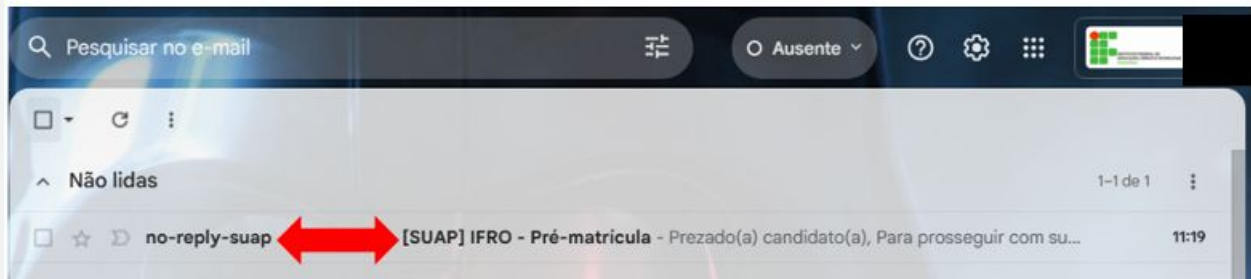 Pesquisar no e-mail
Ausente
Não lidas
1–1 de 1
no-reply-suap [SUAP] IFRO - Pré-matrícula - Prezado(a) candidato(a), Para prosseguir com su... 11:19